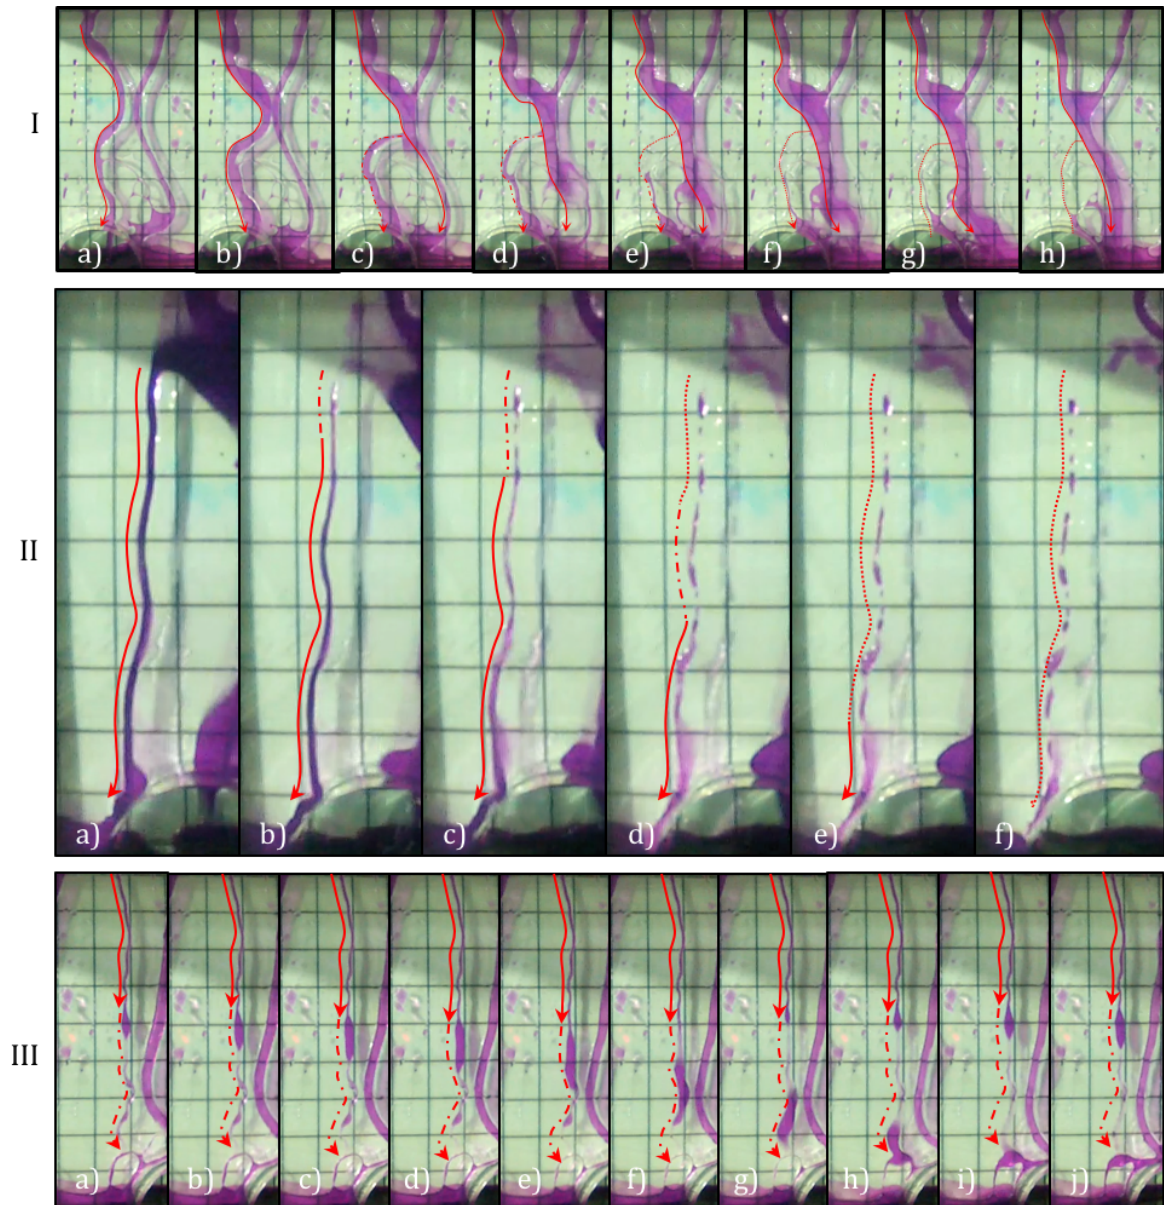 I
a) b) c) d) e) f) g) h)
II
a) b) c) d) e) f)
III
a) b) c) d) e) f) g) h) i) j)